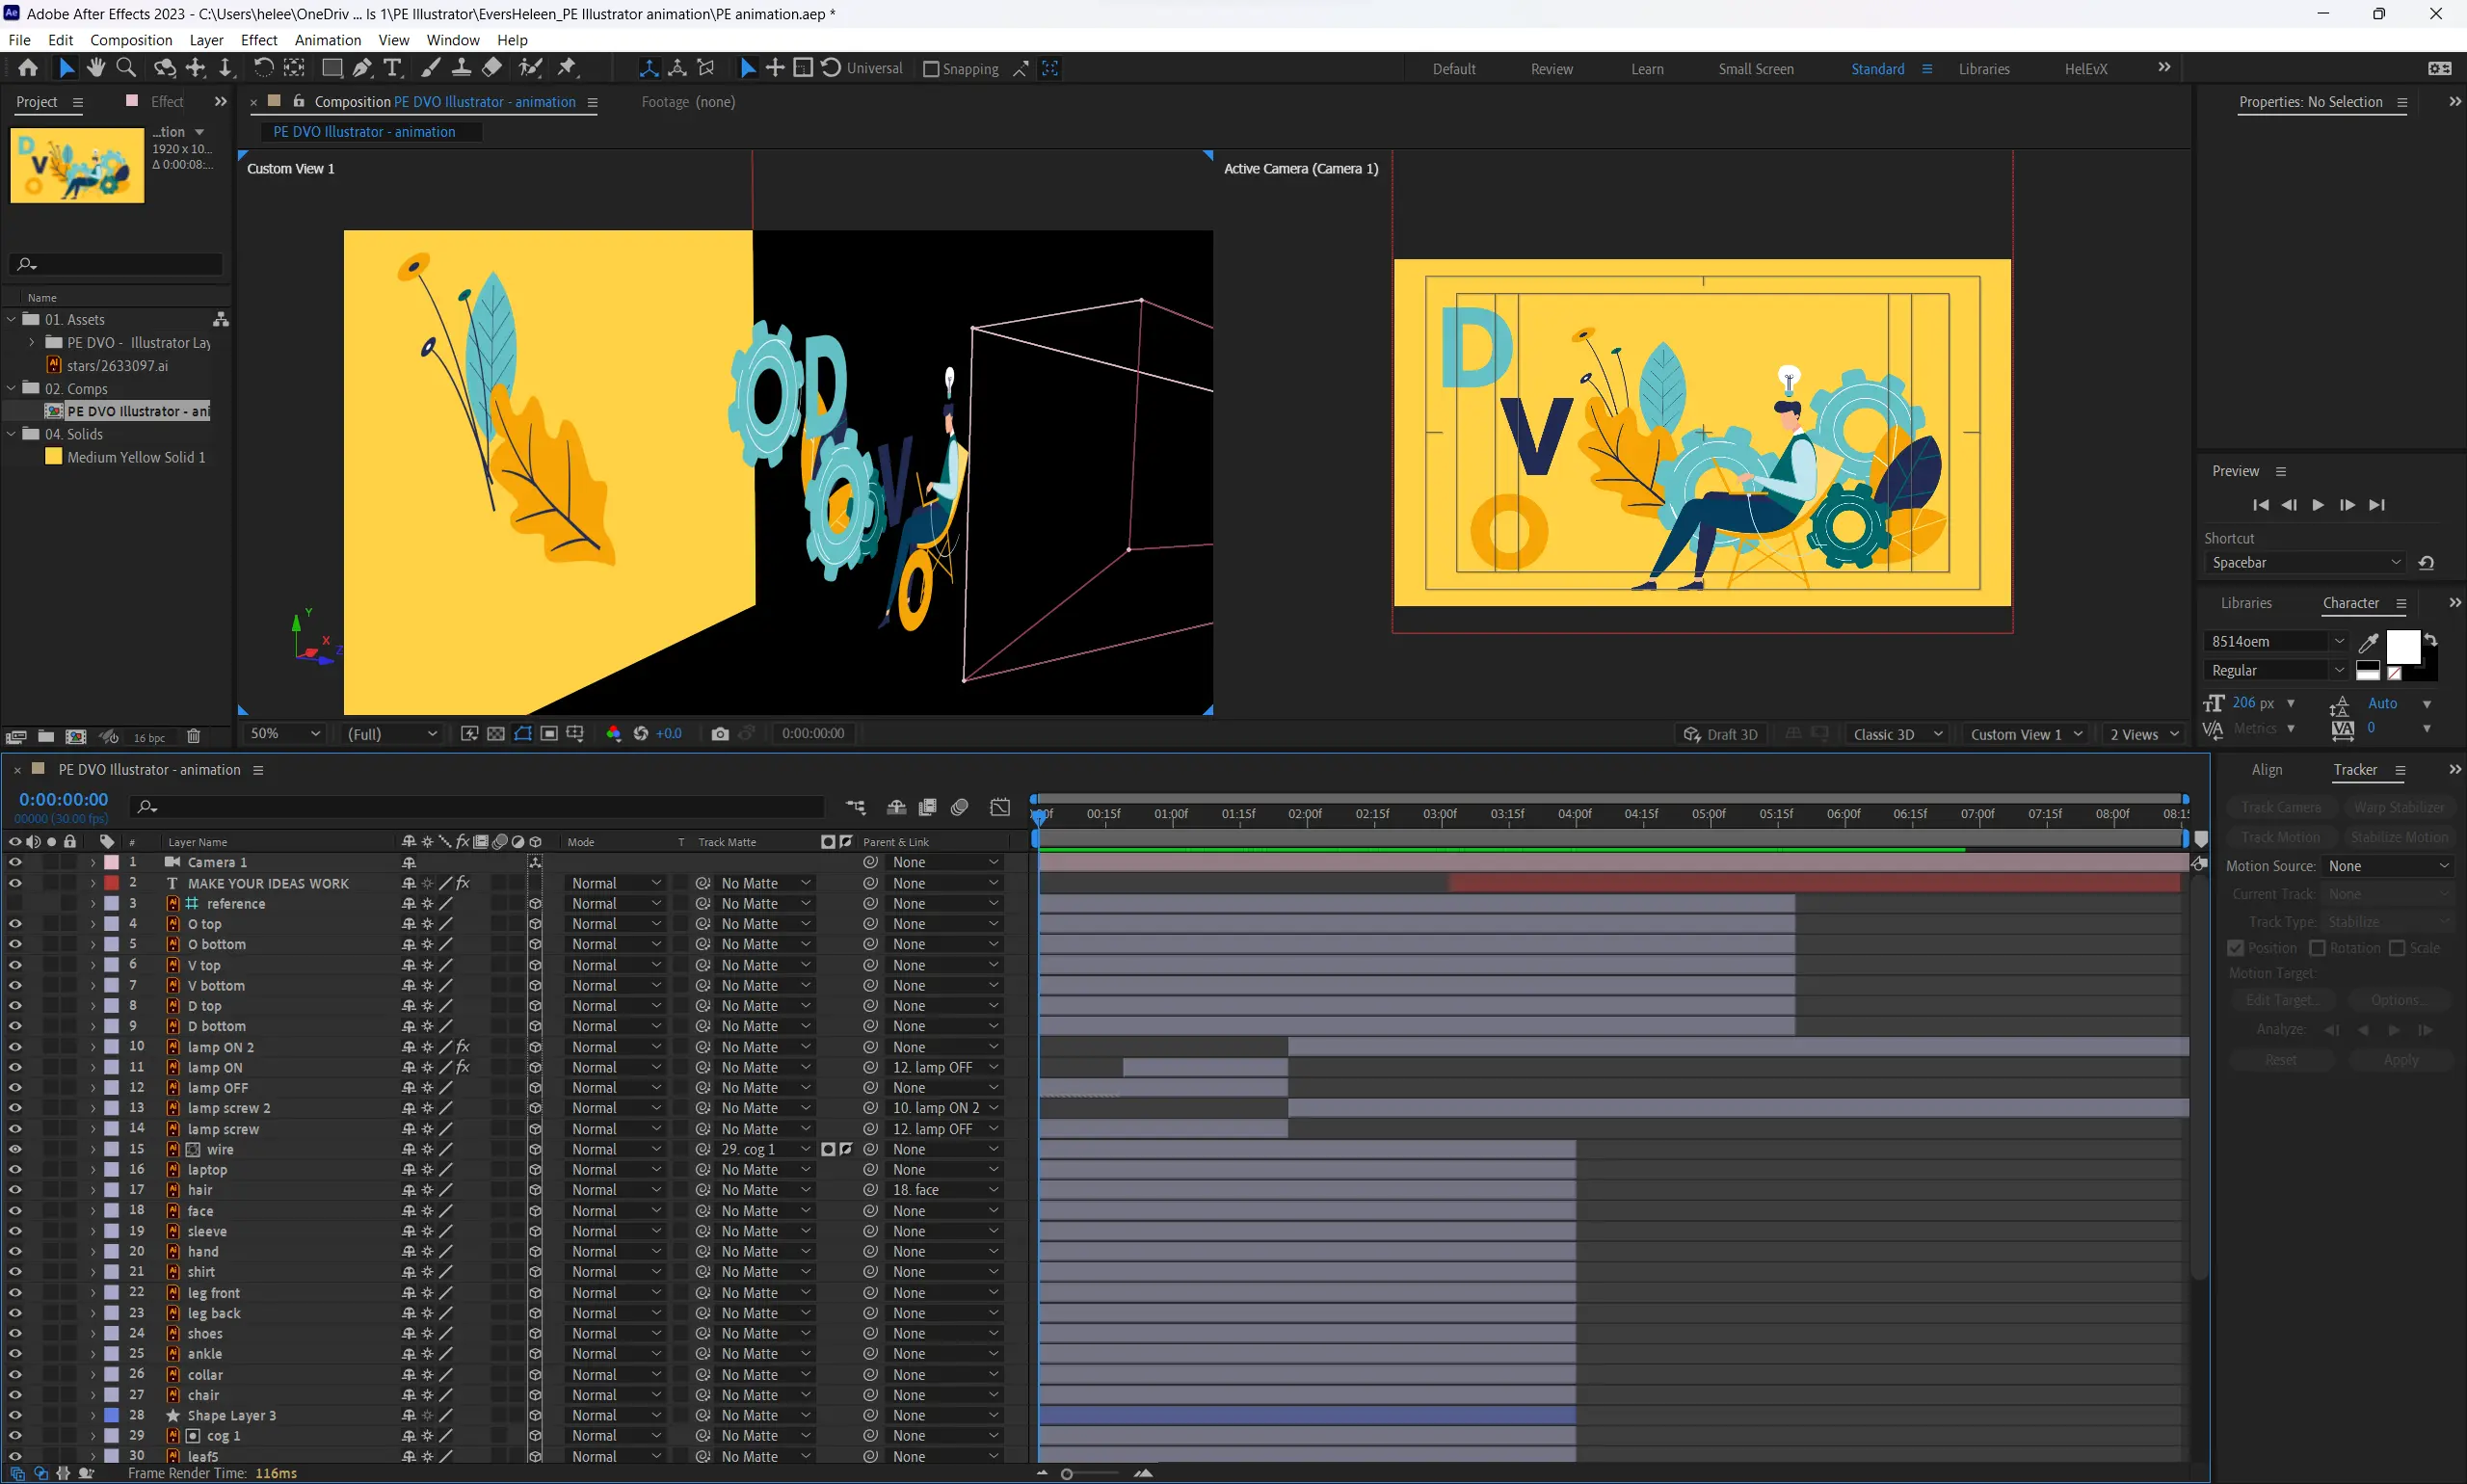 Adobe After Effects 2023 - C:\Users\helee\OneDriv ... ls 1\PE Illustrator\EversHeleen_PE Illustrator animation\PE animation.aep *
File Edit Composition Layer Effect Animation View Window Help
Universal Snapping Default Review Learn Small Screen Standard Libraries HelEvX
Project Effect Composition PE DVO Illustrator - animation Footage (none) Properties: No Selection
...tion
1920 x 10...
Δ 0:00:08:...
PE DVO Illustrator - animation
Custom View 1
Active Camera (Camera 1)
D
V
O
D
V
O
D
V
O
Y
X
Z
Name
01. Assets
PE DVO - Illustrator Lay
stars/2633097.ai
02. Comps
PE DVO Illustrator - ani
04. Solids
Medium Yellow Solid 1
16 bpc
50% (Full) +0.0 0:00:00:00 Draft 3D Classic 3D Custom View 1 2 Views
Preview
Shortcut
Spacebar
Libraries Character
8514oem
Regular
206 px Auto
Metrics 0
PE DVO Illustrator - animation
0:00:00:00
00000 (30.00 fps)
00:15f 01:00f 01:15f 02:00f 02:15f 03:00f 03:15f 04:00f 04:15f 05:00f 05:15f 06:00f 06:15f 07:00f 07:15f 08:00f 08:1
# Layer Name Mode T Track Matte Parent & Link
1 Camera 1 None
2 T MAKE YOUR IDEAS WORK Normal No Matte None
3 reference Normal No Matte None
4 O top Normal No Matte None
5 O bottom Normal No Matte None
6 V top Normal No Matte None
7 V bottom Normal No Matte None
8 D top Normal No Matte None
9 D bottom Normal No Matte None
10 lamp ON 2 Normal No Matte None
11 lamp ON Normal No Matte 12. lamp OFF
12 lamp OFF Normal No Matte None
13 lamp screw 2 Normal No Matte 10. lamp ON 2
14 lamp screw Normal No Matte 12. lamp OFF
15 wire Normal 29. cog 1 None
16 laptop Normal No Matte None
17 hair Normal No Matte 18. face
18 face Normal No Matte None
19 sleeve Normal No Matte None
20 hand Normal No Matte None
21 shirt Normal No Matte None
22 leg front Normal No Matte None
23 leg back Normal No Matte None
24 shoes Normal No Matte None
25 ankle Normal No Matte None
26 collar Normal No Matte None
27 chair Normal No Matte None
28 Shape Layer 3 Normal No Matte None
29 cog 1 Normal No Matte None
30 leaf5 Normal No Matte None
Frame Render Time: 116ms
Align Tracker
Track Camera Warp Stabilizer
Track Motion Stabilize Motion
Motion Source: None
Current Track: None
Track Type: Stabilize
Position Rotation Scale
Motion Target:
Edit Target... Options...
Analyze:
Reset Apply